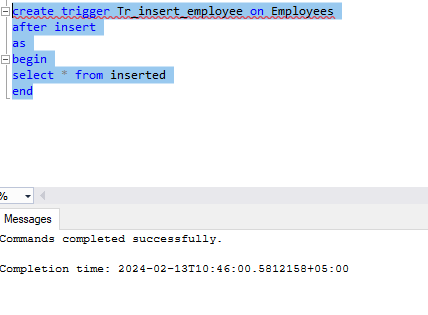 create trigger Tr_insert_employee on Employees
after insert
as
begin
select * from inserted
end
%
Messages
Commands completed successfully.
Completion time: 2024-02-13T10:46:00.5812158+05:00